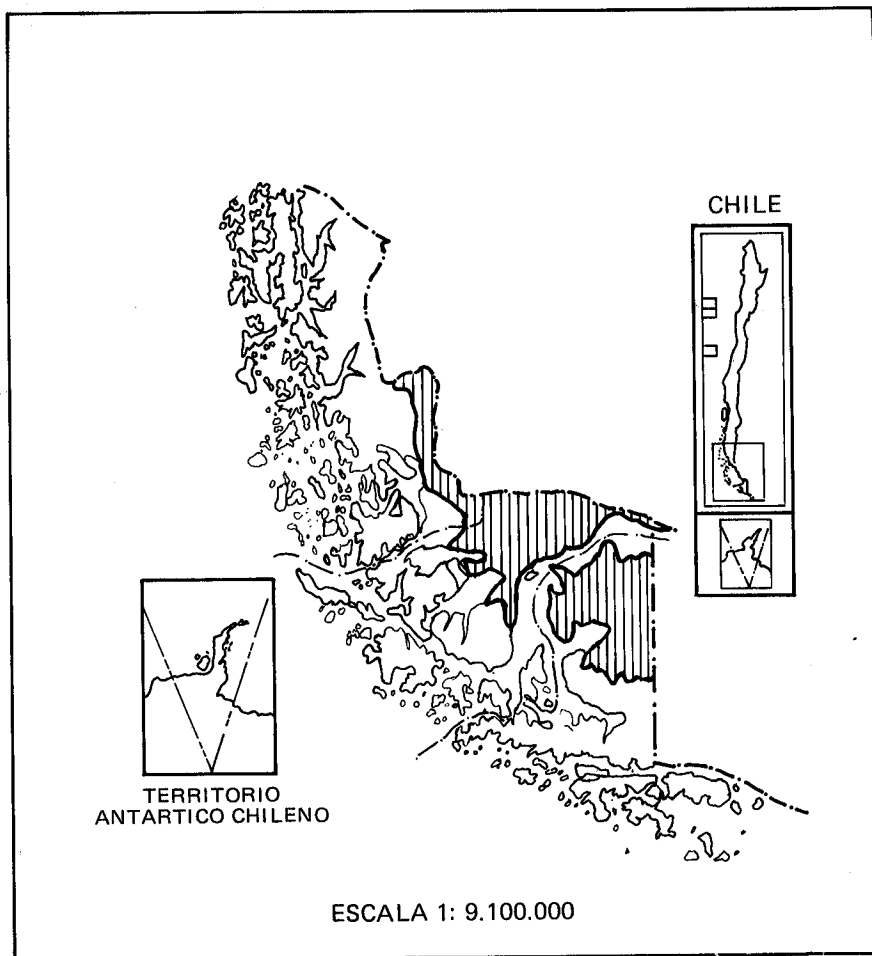 CHILE
TERRITORIO
ANTARTICO CHILENO
ESCALA 1: 9.100.000